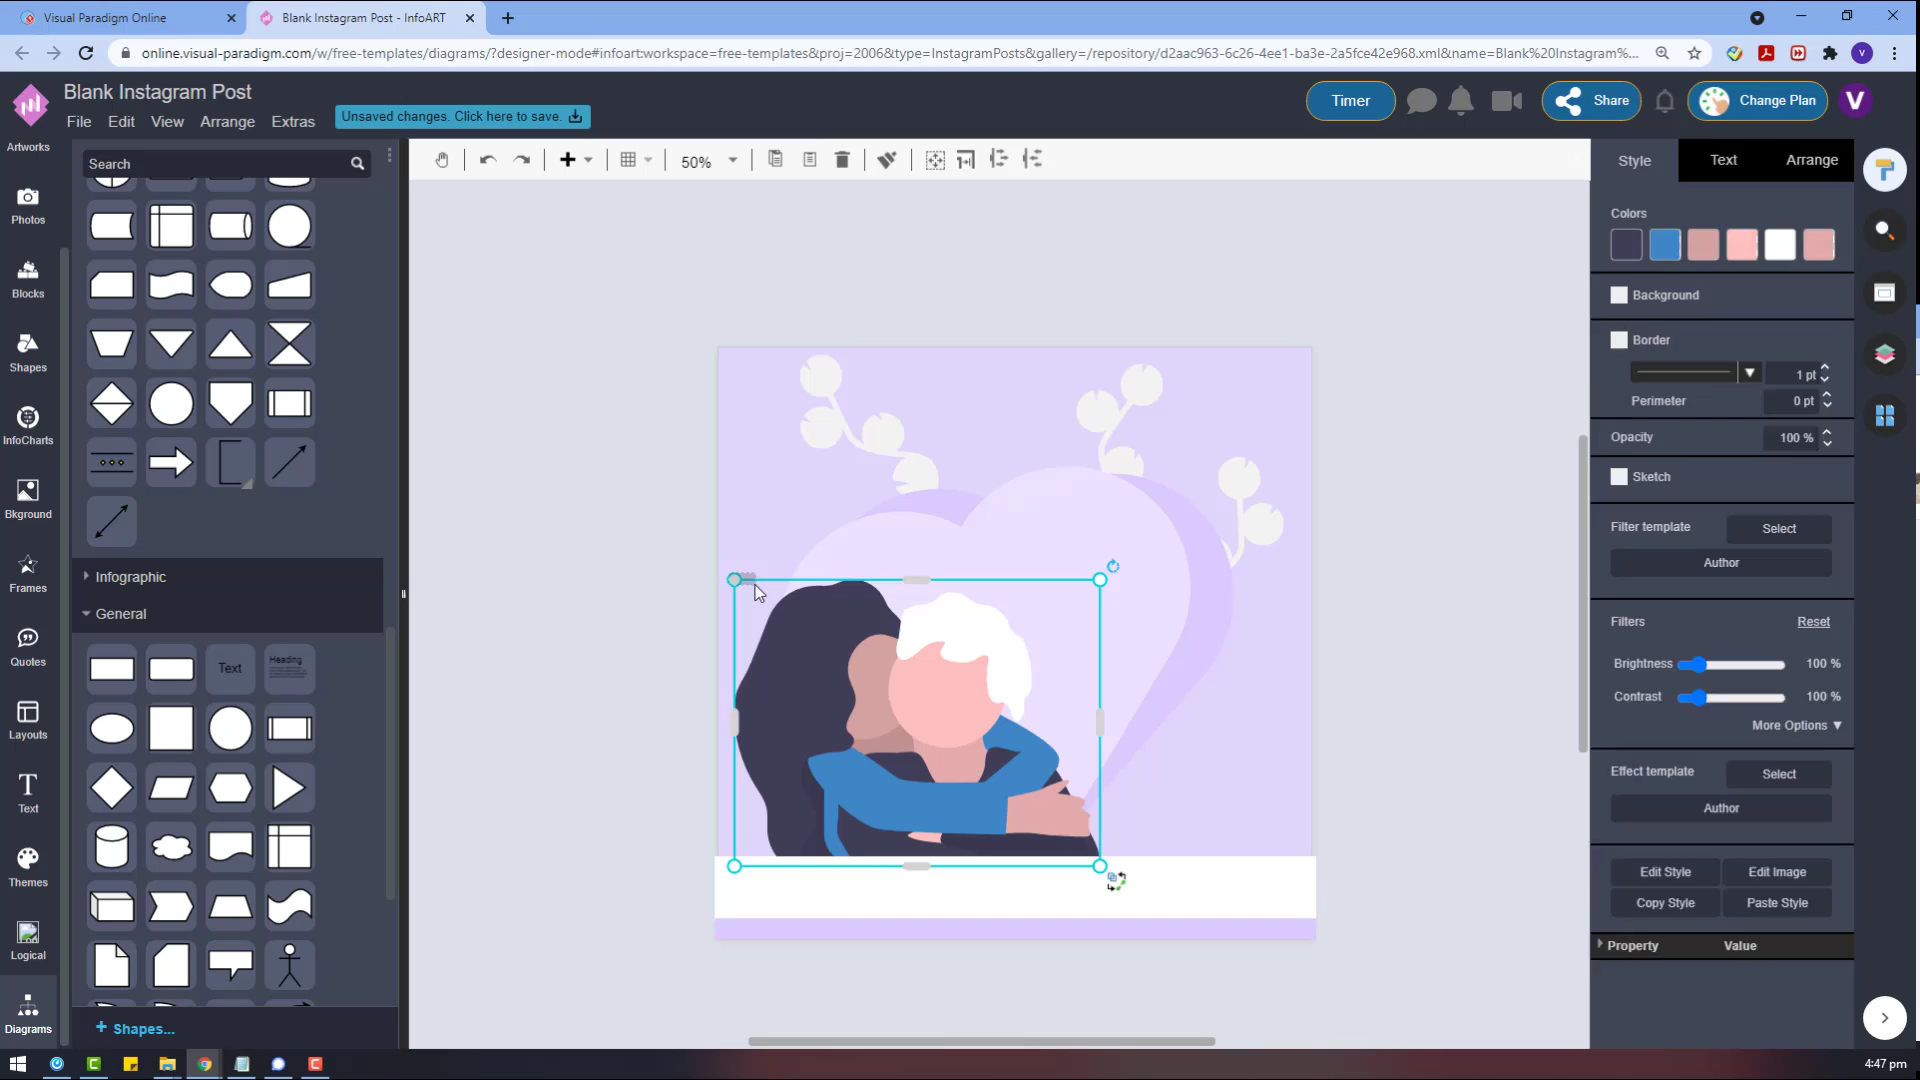 Visual Paradigm Online
Blank Instagram Post - InfoART
online.visual-paradigm.com/w/free-templates/diagrams/?designer-mode#infoart:workspace=free-templates&proj=2006&type=InstagramPosts&gallery=/repository/d2aac963-6c26-4ee1-ba3e-2a5fce42e968.xml&name=Blank%20Instagram%...
V
Blank Instagram Post
File Edit View Arrange Extras
Unsaved changes. Click here to save.
Timer
Share
Change Plan
V
Artworks
Photos
Blocks
Shapes
InfoCharts
Bkground
Frames
Quotes
Layouts
Text
Themes
Logical
Diagrams
Search
Infographic
General
Text
Heading
+ Shapes...
50%
Style Text Arrange
Colors
Background
Border
1 pt
Perimeter 0 pt
Opacity 100 %
Sketch
Filter template Select
Author
Filters Reset
Brightness 100 %
Contrast 100 %
More Options ▼
Effect template Select
Author
Edit Style Edit Image
Copy Style Paste Style
Property Value
4:47 pm